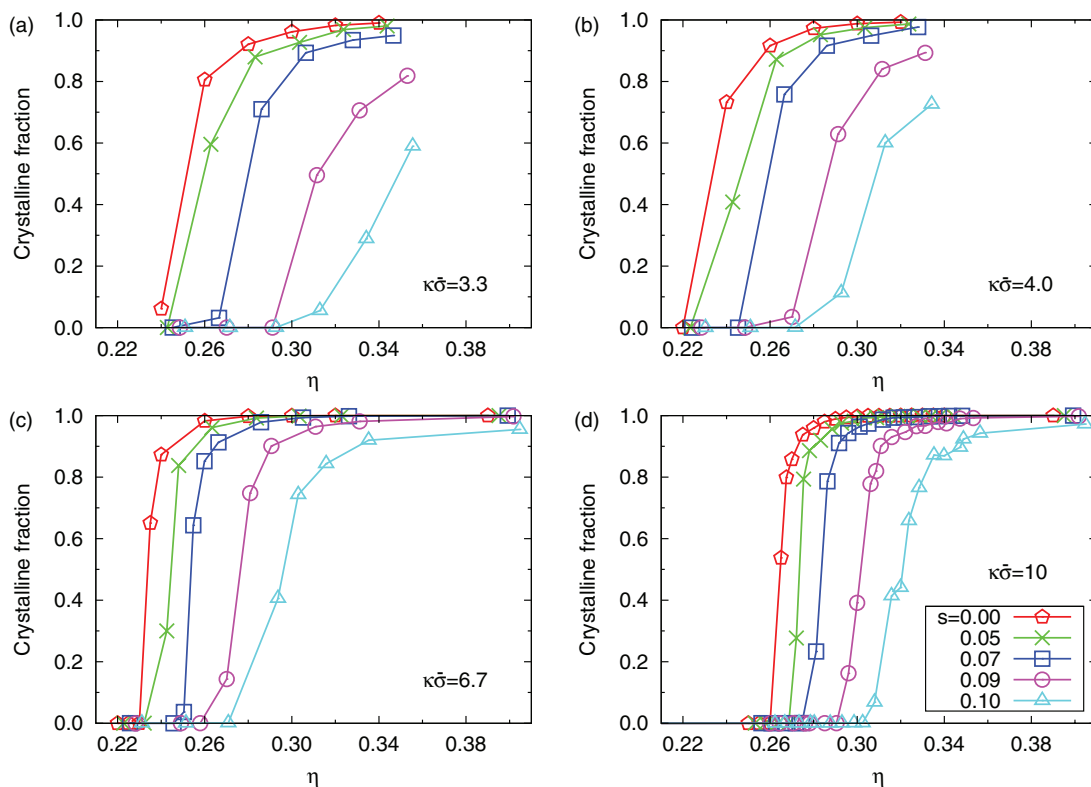 (a)
Crystalline fraction
1.0
0.8
0.6
0.4
0.2
0.0
κσ̄=3.3
0.22 0.26 0.30 0.34 0.38
η
(b)
Crystalline fraction
1.0
0.8
0.6
0.4
0.2
0.0
κσ̄=4.0
0.22 0.26 0.30 0.34 0.38
η
(c)
Crystalline fraction
1.0
0.8
0.6
0.4
0.2
0.0
κσ̄=6.7
0.22 0.26 0.30 0.34 0.38
η
(d)
Crystalline fraction
1.0
0.8
0.6
0.4
0.2
0.0
κσ̄=10
s=0.00
0.05
0.07
0.09
0.10
0.22 0.26 0.30 0.34 0.38
η